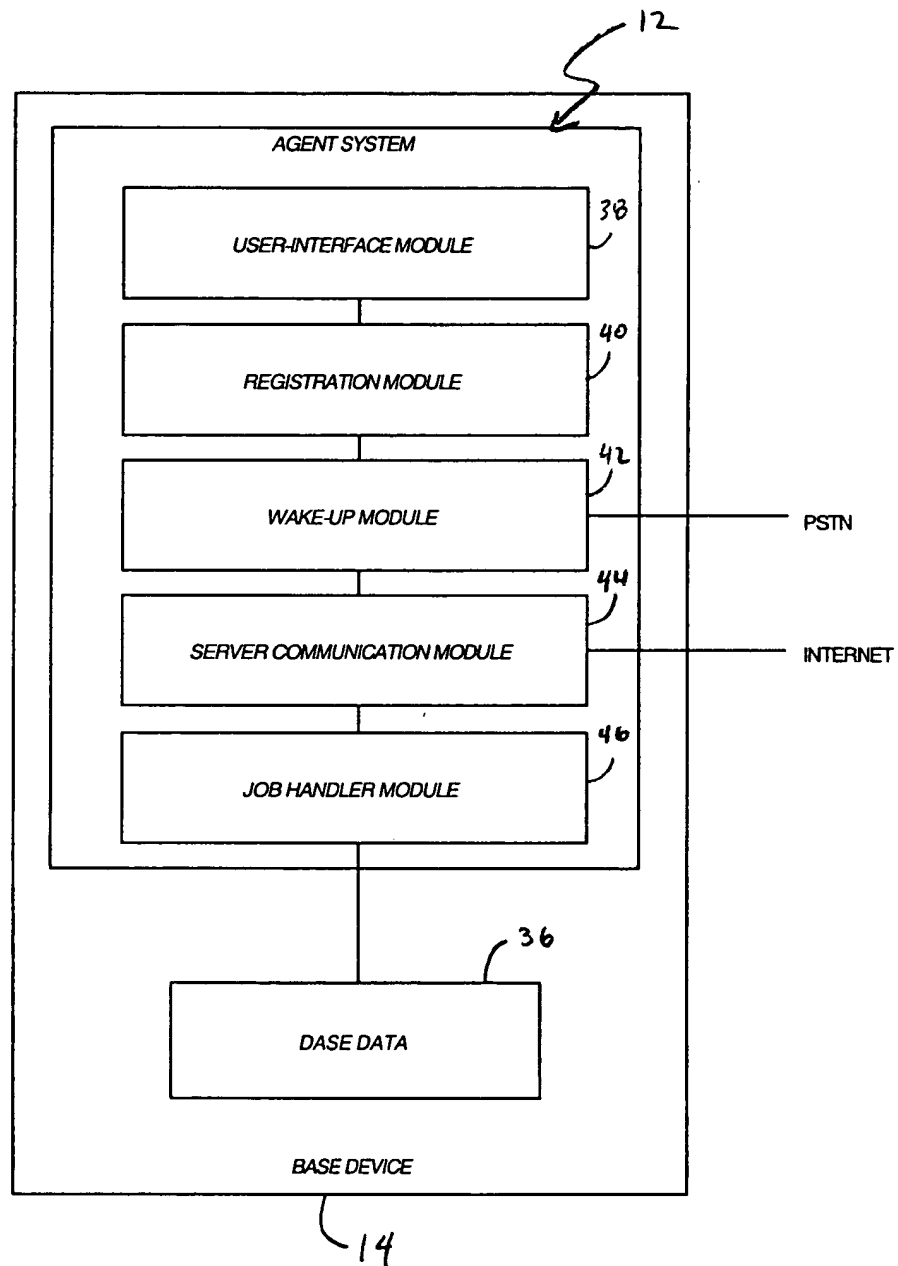 12
AGENT SYSTEM
38
USER-INTERFACE MODULE
40
REGISTRATION MODULE
42
WAKE-UP MODULE
PSTN
44
SERVER COMMUNICATION MODULE
INTERNET
46
JOB HANDLER MODULE
36
DASE DATA
BASE DEVICE
14